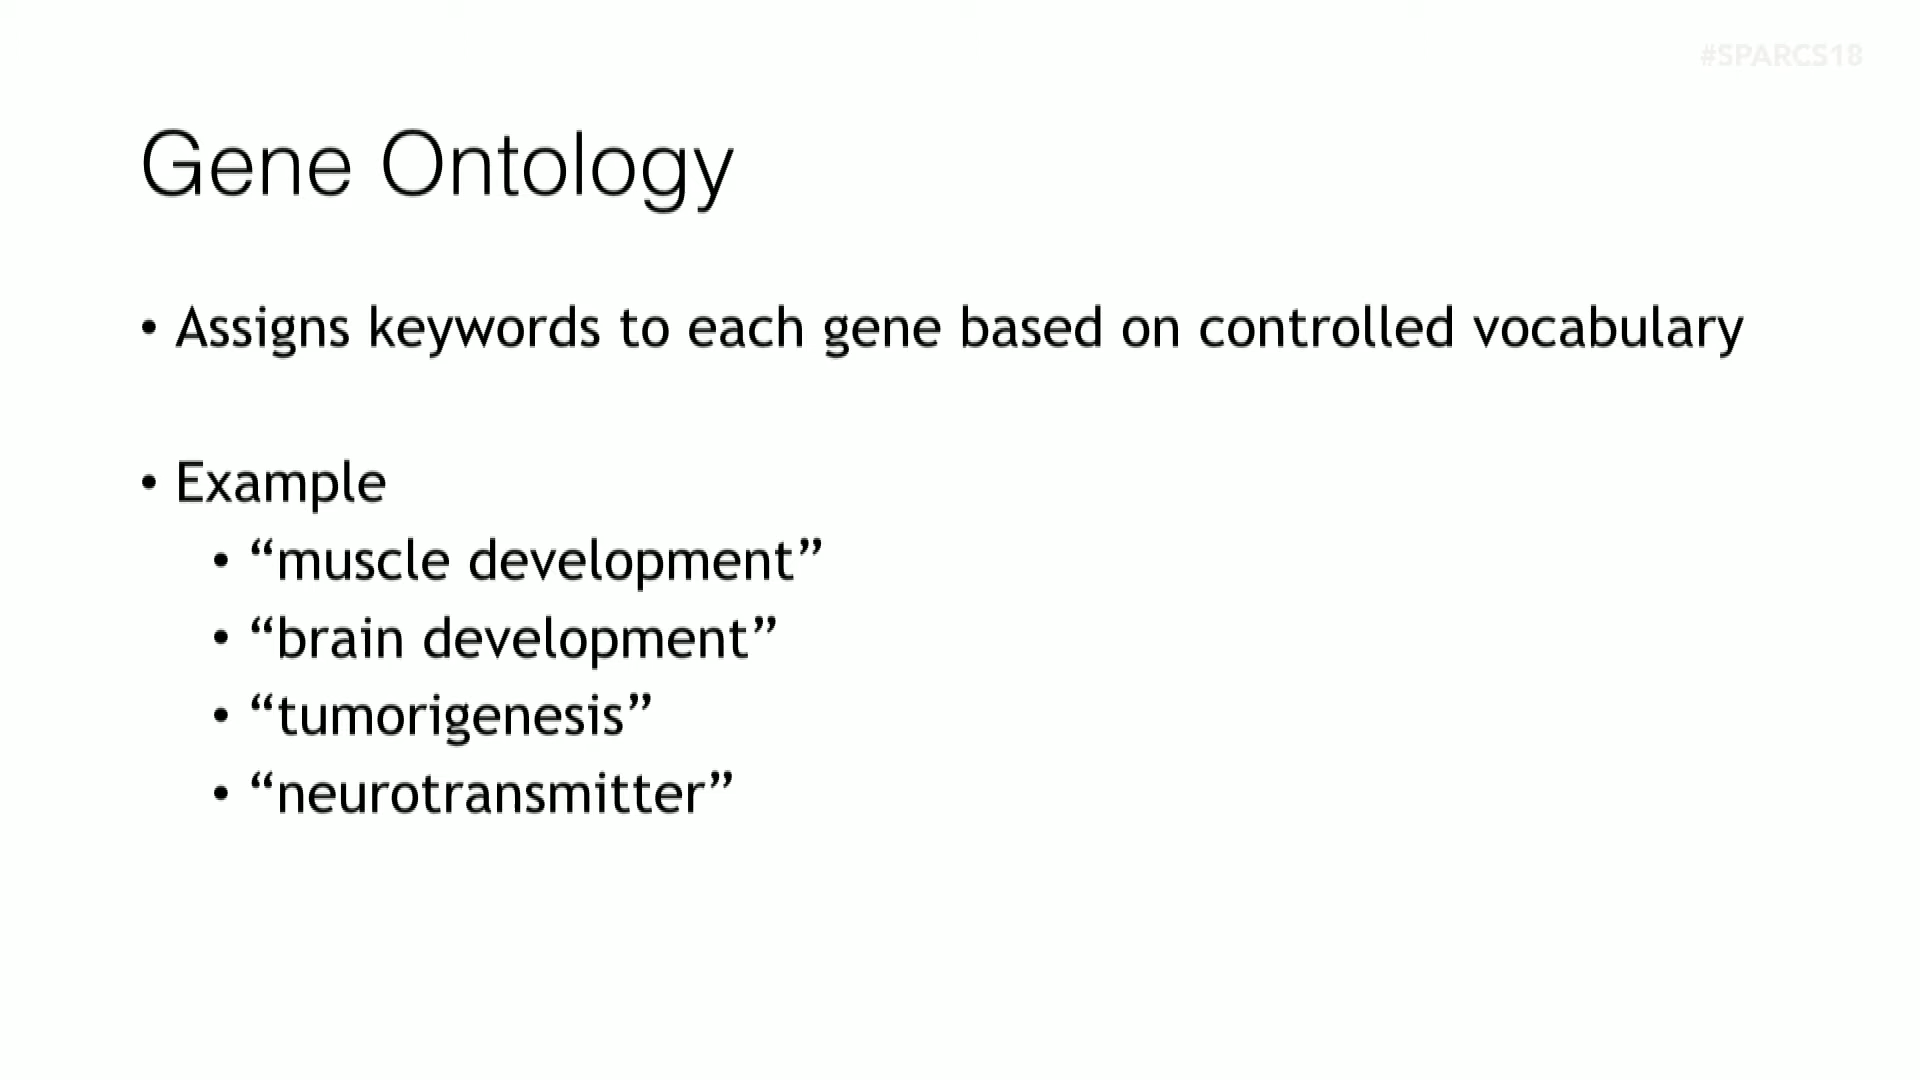 #SPARCS18
Gene Ontology
• Assigns keywords to each gene based on controlled vocabulary
• Example
• “muscle development”
• “brain development”
• “tumorigenesis”
• “neurotransmitter”